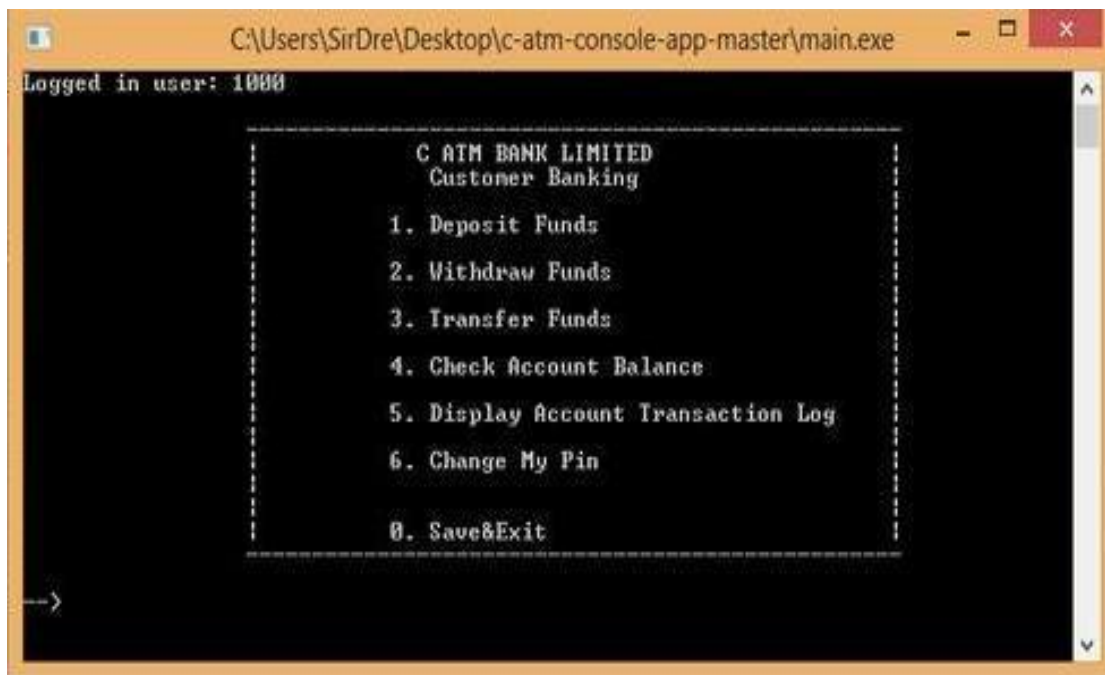 C:\Users\SirDre\Desktop\c-atm-console-app-master\main.exe
Logged in user: 1000
C ATM BANK LIMITED
Customer Banking
1. Deposit Funds
2. Withdraw Funds
3. Transfer Funds
4. Check Account Balance
5. Display Account Transaction Log
6. Change My Pin
0. Save&Exit
-->